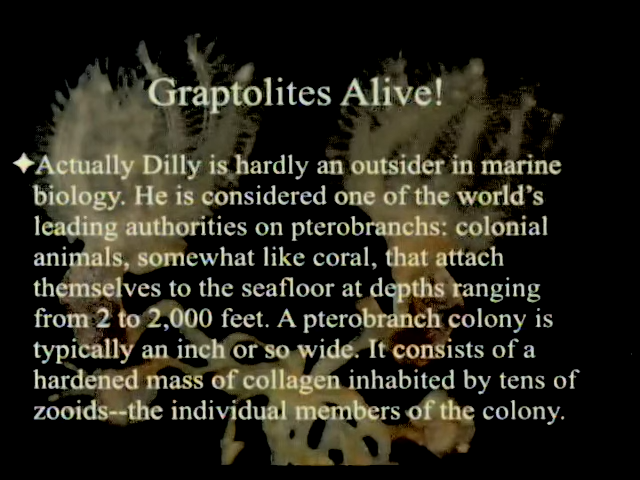 Graptolites Alive!
Actually Dilly is hardly an outsider in marine
biology. He is considered one of the world's
leading authorities on pterobranchs: colonial
animals, somewhat like coral, that attach
themselves to the seafloor at depths ranging
from 2 to 2,000 feet. A pterobranch colony is
typically an inch or so wide. It consists of a
hardened mass of collagen inhabited by tens of
zooids--the individual members of the colony.